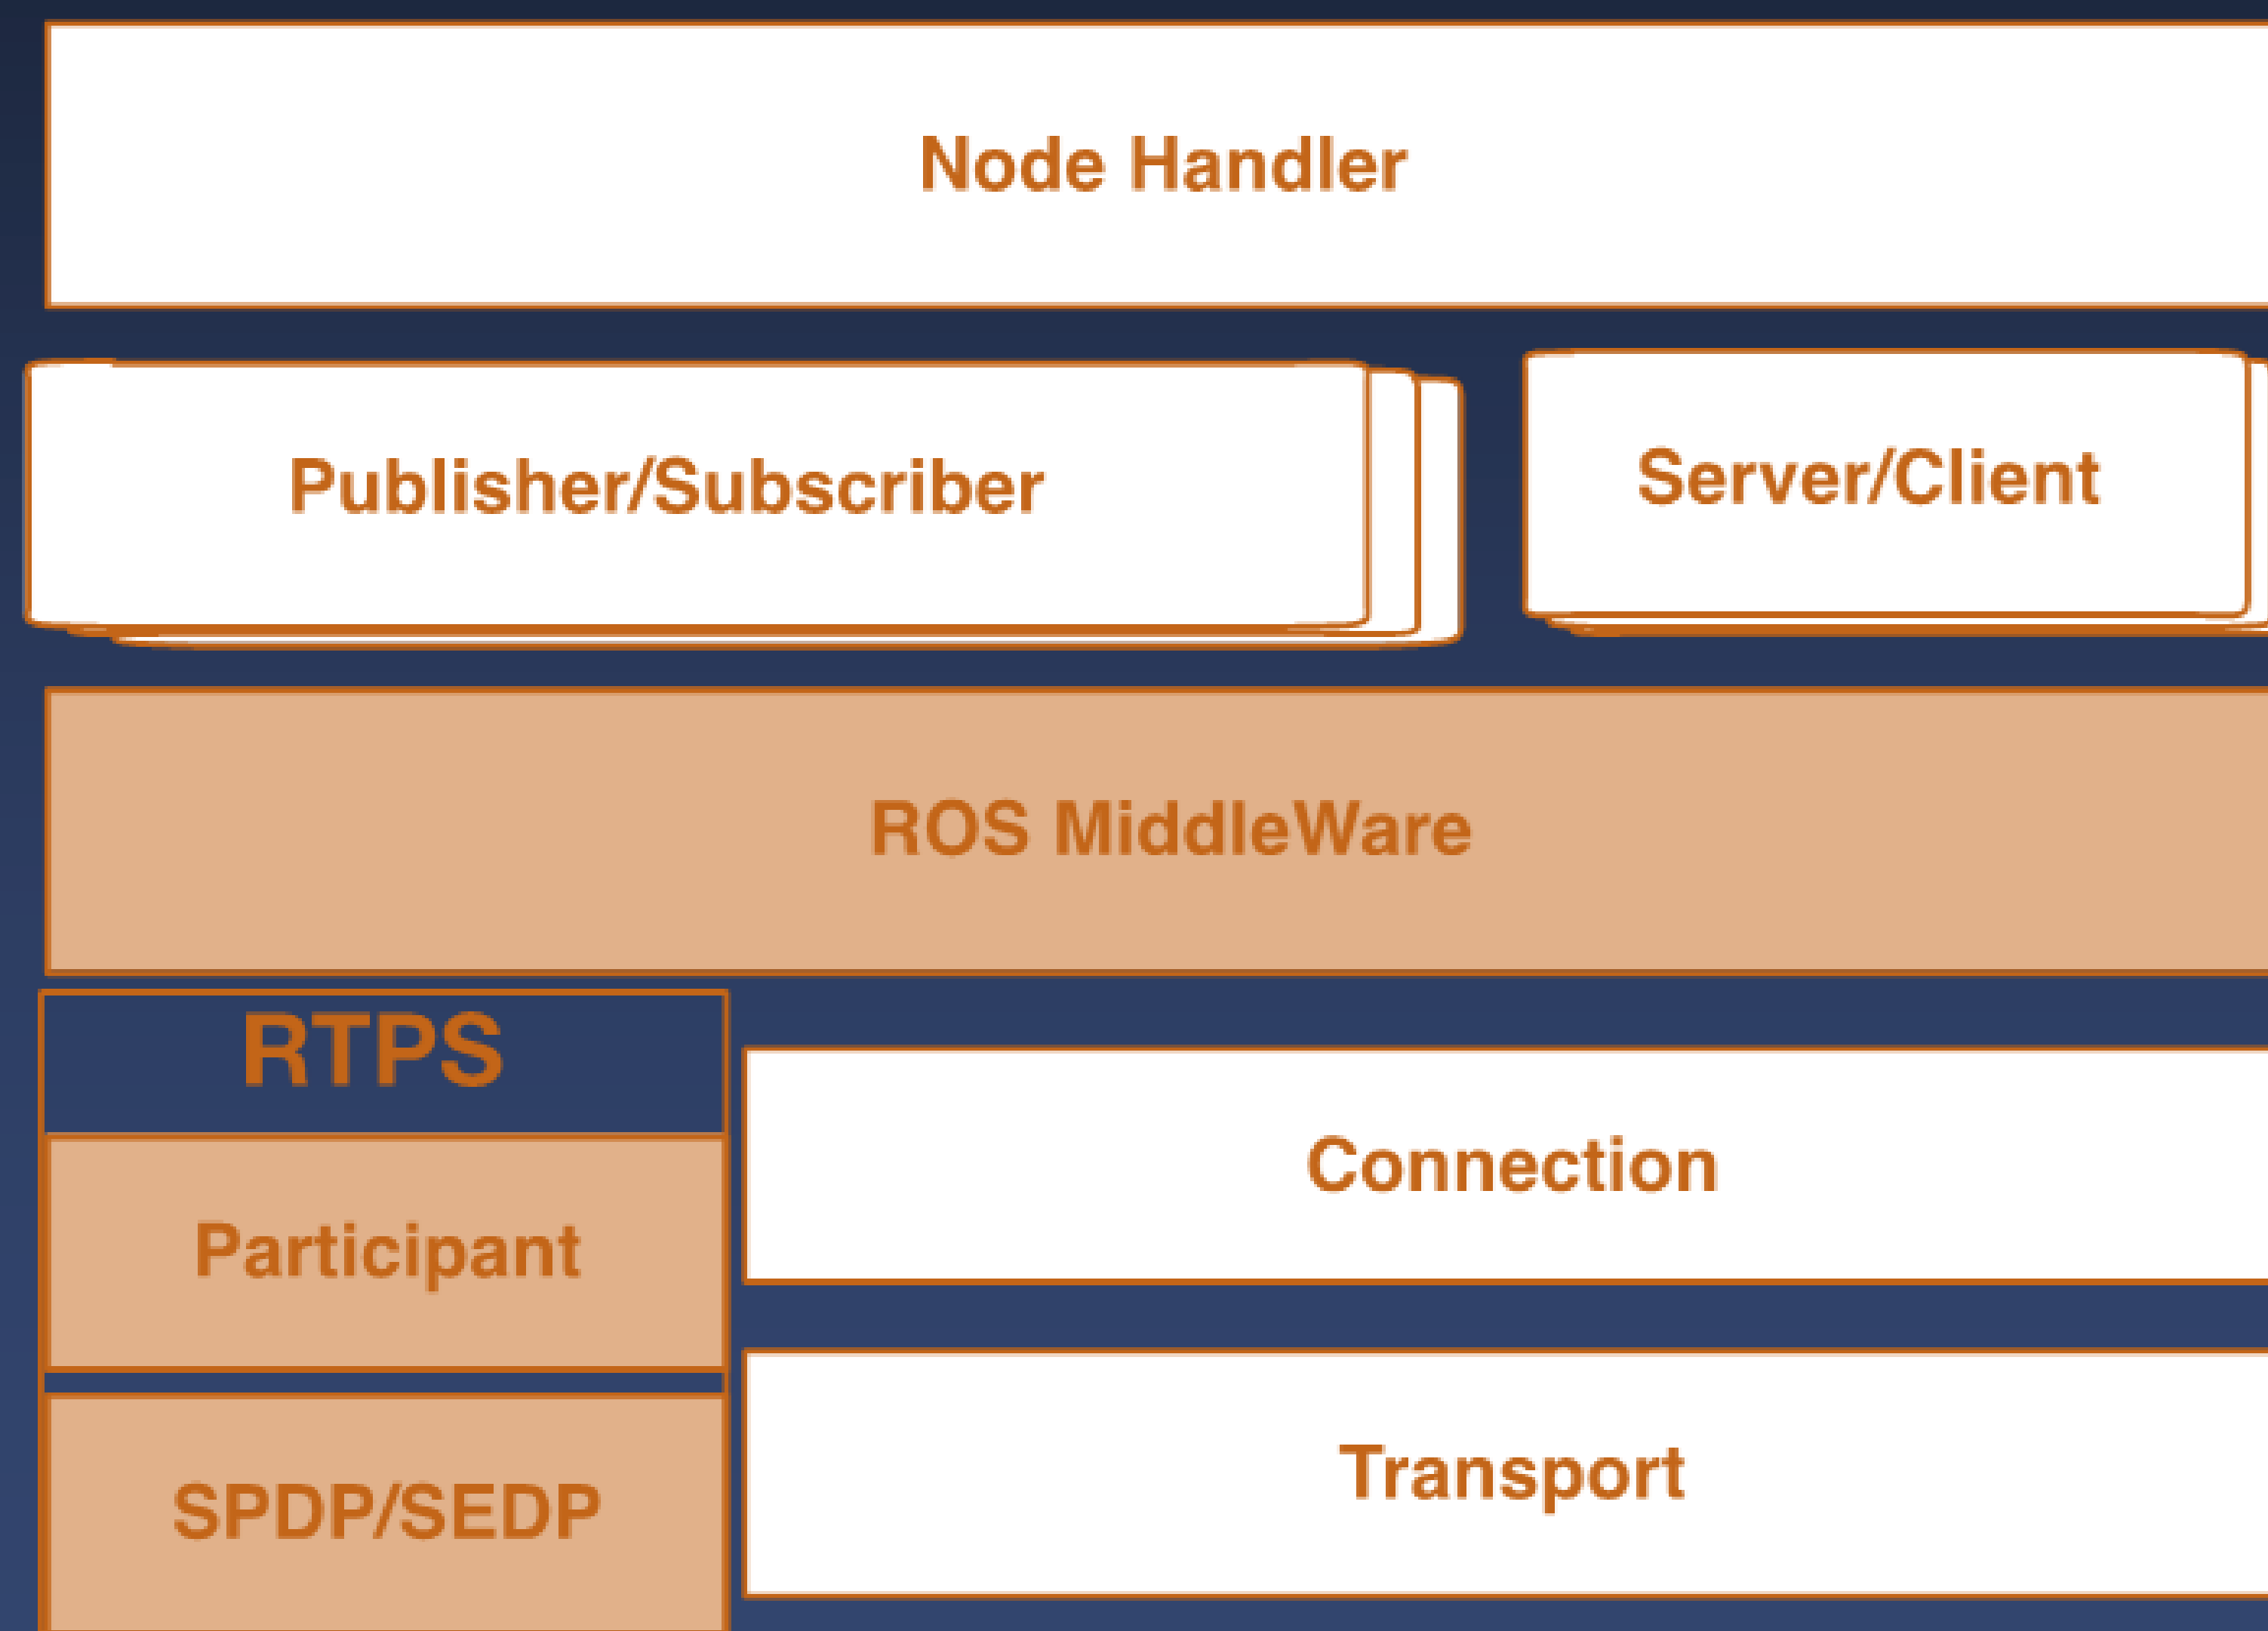 Node Handler
Publisher/Subscriber
Server/Client
ROS MiddleWare
RTPS
Connection
Participant
Transport
SPDP/SEDP